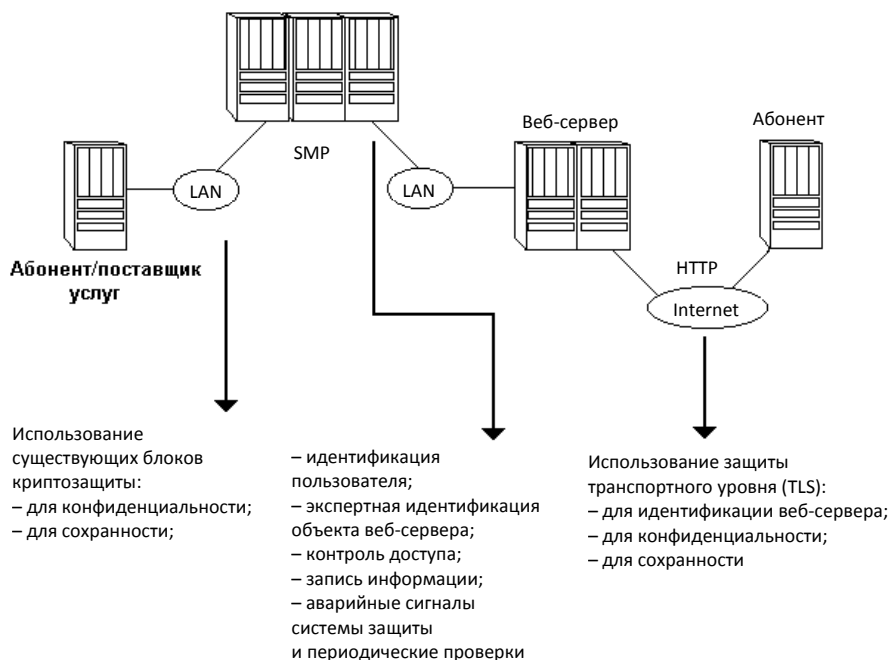 Веб-сервер
Абонент
SMP
LAN
LAN
Абонент/поставщик
услуг
HTTP
Internet
Использование
существующих блоков
криптозащиты:
– для конфиденциальности;
– для сохранности;
– идентификация
пользователя;
– экспертная идентификация
объекта веб-сервера;
– контроль доступа;
– запись информации;
– аварийные сигналы
системы защиты
и периодические проверки
Использование защиты
транспортного уровня (TLS):
– для идентификации веб-сервера;
– для конфиденциальности;
– для сохранности